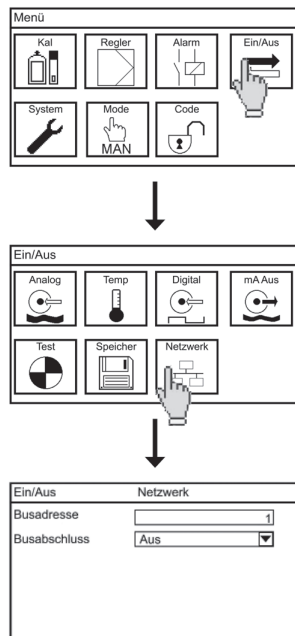 Menü
Kal Regler Alarm Ein/Aus
System Mode Code
MAN
Ein/Aus
Analog Temp Digital mA Aus
Test Speicher Netzwerk
Ein/Aus Netzwerk
Busadresse 1
Busabschluss Aus